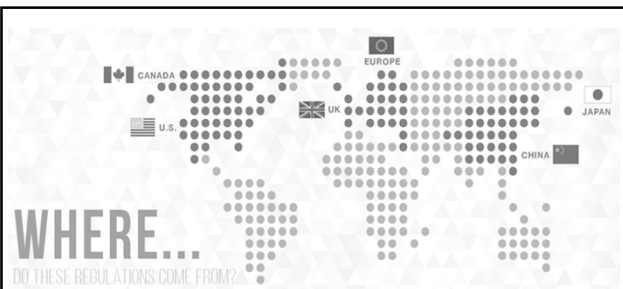 EUROPE
CANADA
UK
U.S.
JAPAN
CHINA
WHERE...
DO THESE REGULATIONS COME FROM?